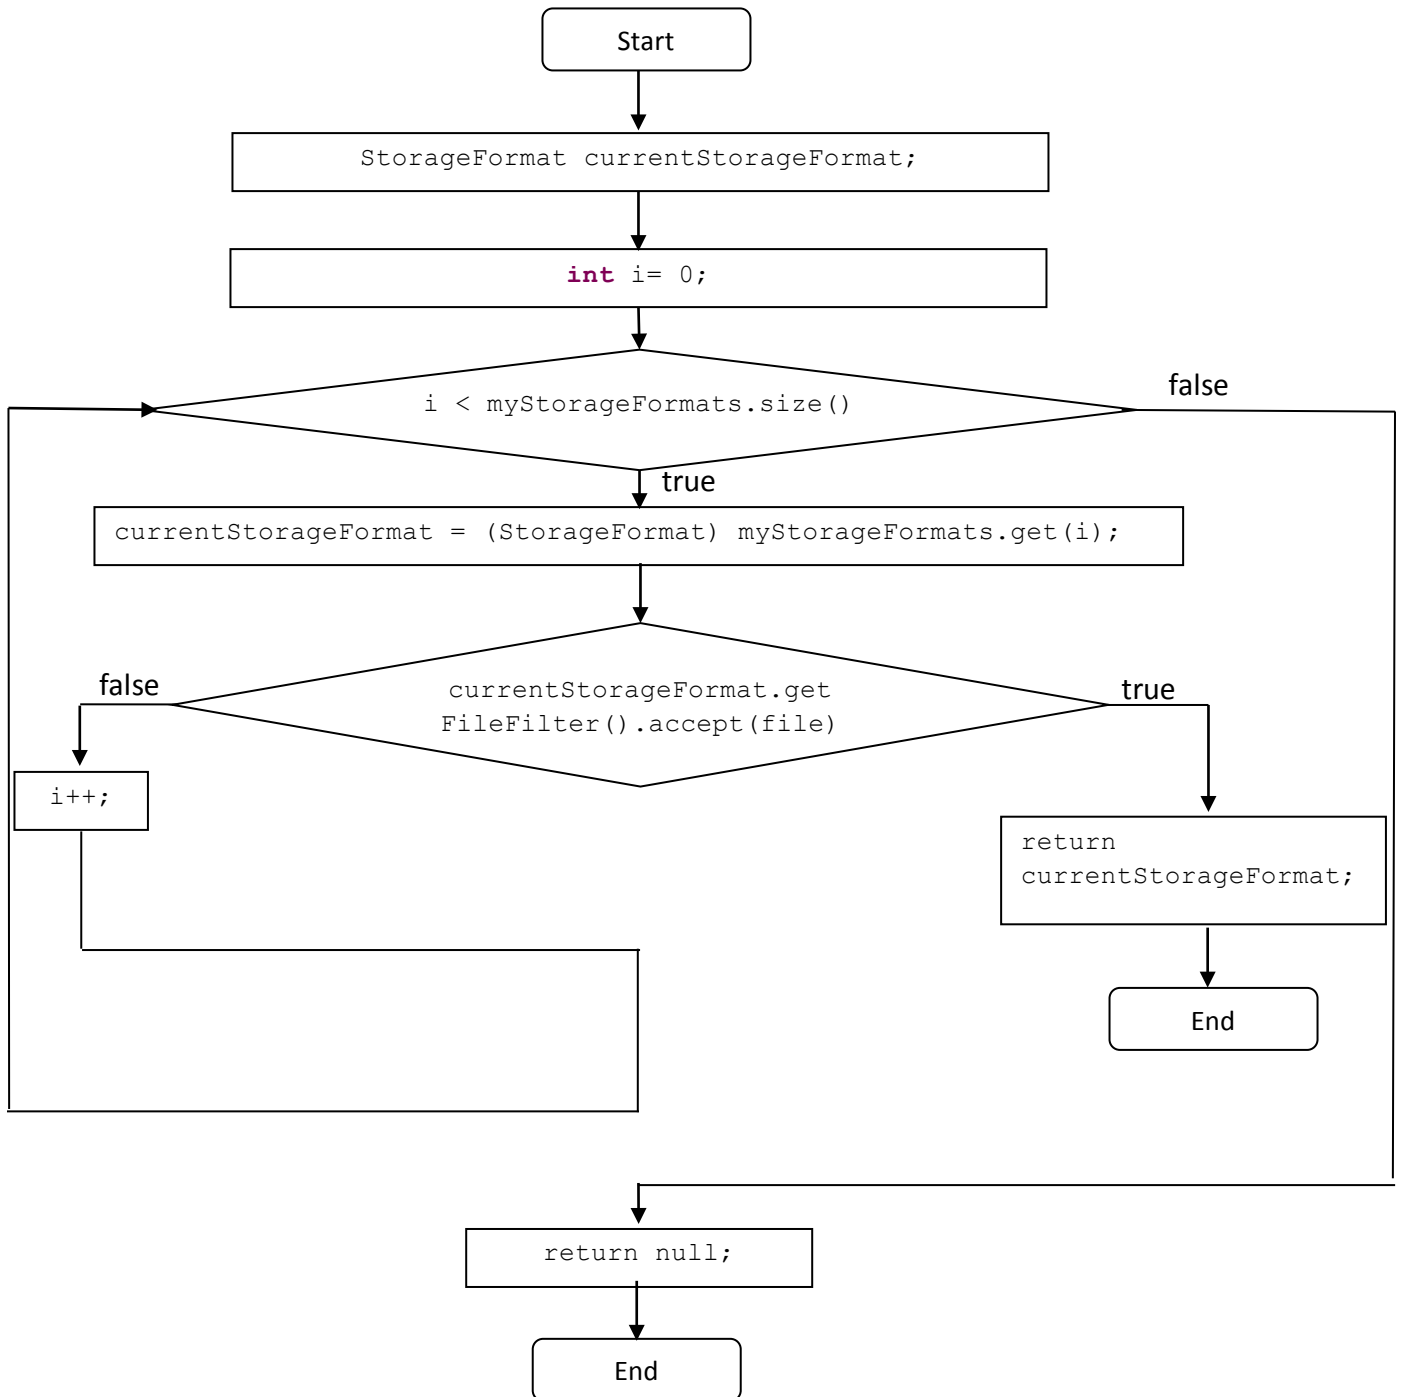 Start
StorageFormat currentStorageFormat;
int i= 0;
i < myStorageFormats.size()
false
true
currentStorageFormat = (StorageFormat) myStorageFormats.get(i);
false
currentStorageFormat.get
FileFilter().accept(file)
true
i++;
return
currentStorageFormat;
End
return null;
End